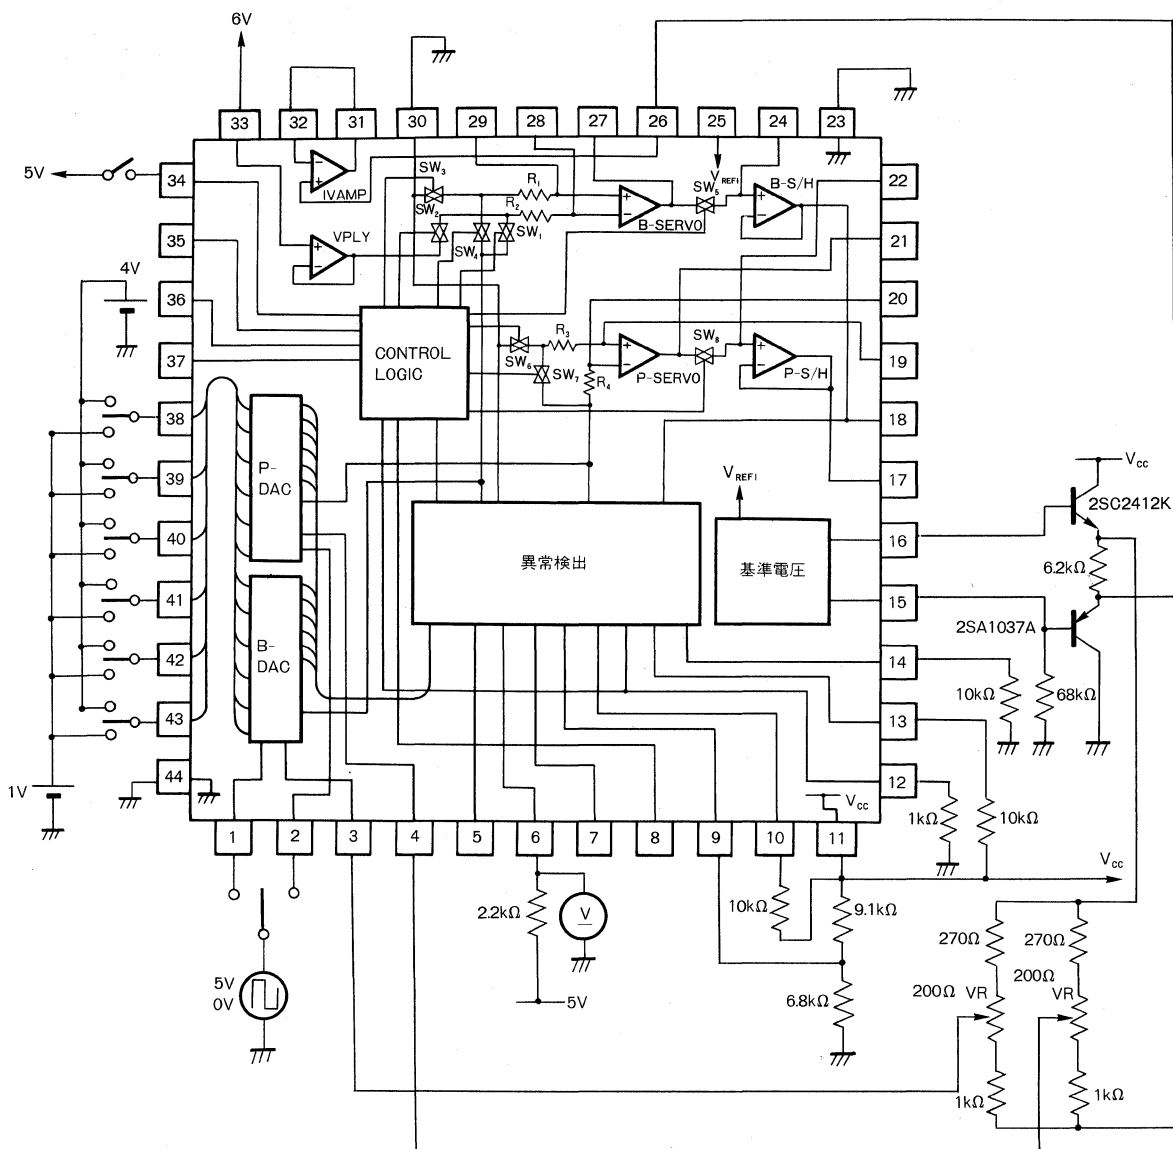 6V
33
32
31
30
29
28
27
26
25
24
23
5V
34
35
36
37
38
39
40
41
42
43
44
4V
1V
22
21
20
19
18
17
16
15
14
13
12
IVAMP
VPLY
SW3
SW2
SW4
SW1
R1
R2
B-SERVO
VREF1
SW5
B-S/H
CONTROL
LOGIC
SW6
SW7
R3
R4
P-SERVO
SW8
P-S/H
P-
DAC
B-
DAC
異常検出
VREF1
基準電圧
VCC
2SC2412K
6.2kΩ
2SA1037A
10kΩ
68kΩ
1kΩ
10kΩ
VCC
1
2
3
4
5
6
7
8
9
10
11
VCC
5V
0V
2.2kΩ
V
5V
10kΩ
9.1kΩ
6.8kΩ
270Ω
270Ω
200Ω
VR
200Ω
VR
1kΩ
1kΩ